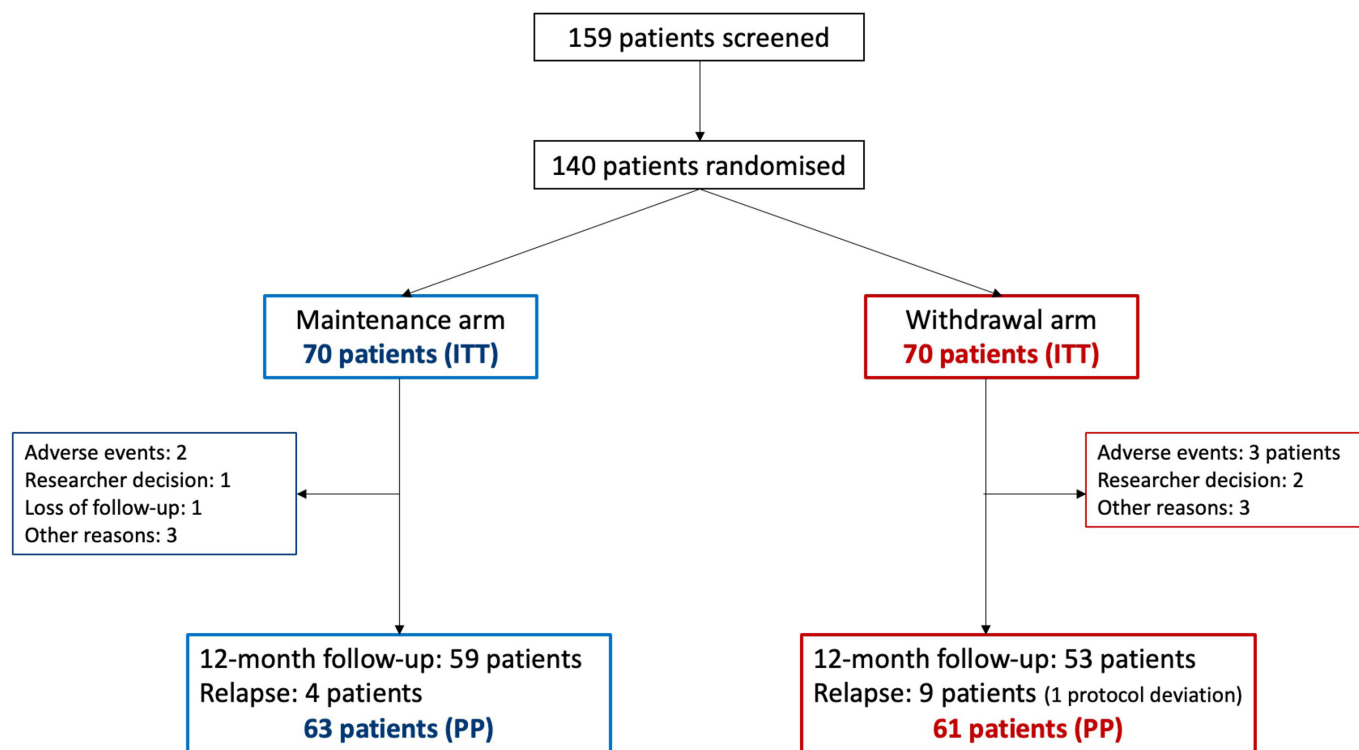 159 patients screened
140 patients randomised
Maintenance arm
70 patients (ITT)
Withdrawal arm
70 patients (ITT)
Adverse events: 2
Researcher decision: 1
Loss of follow-up: 1
Other reasons: 3
Adverse events: 3 patients
Researcher decision: 2
Other reasons: 3
12-month follow-up: 59 patients
Relapse: 4 patients
63 patients (PP)
12-month follow-up: 53 patients
Relapse: 9 patients (1 protocol deviation)
61 patients (PP)